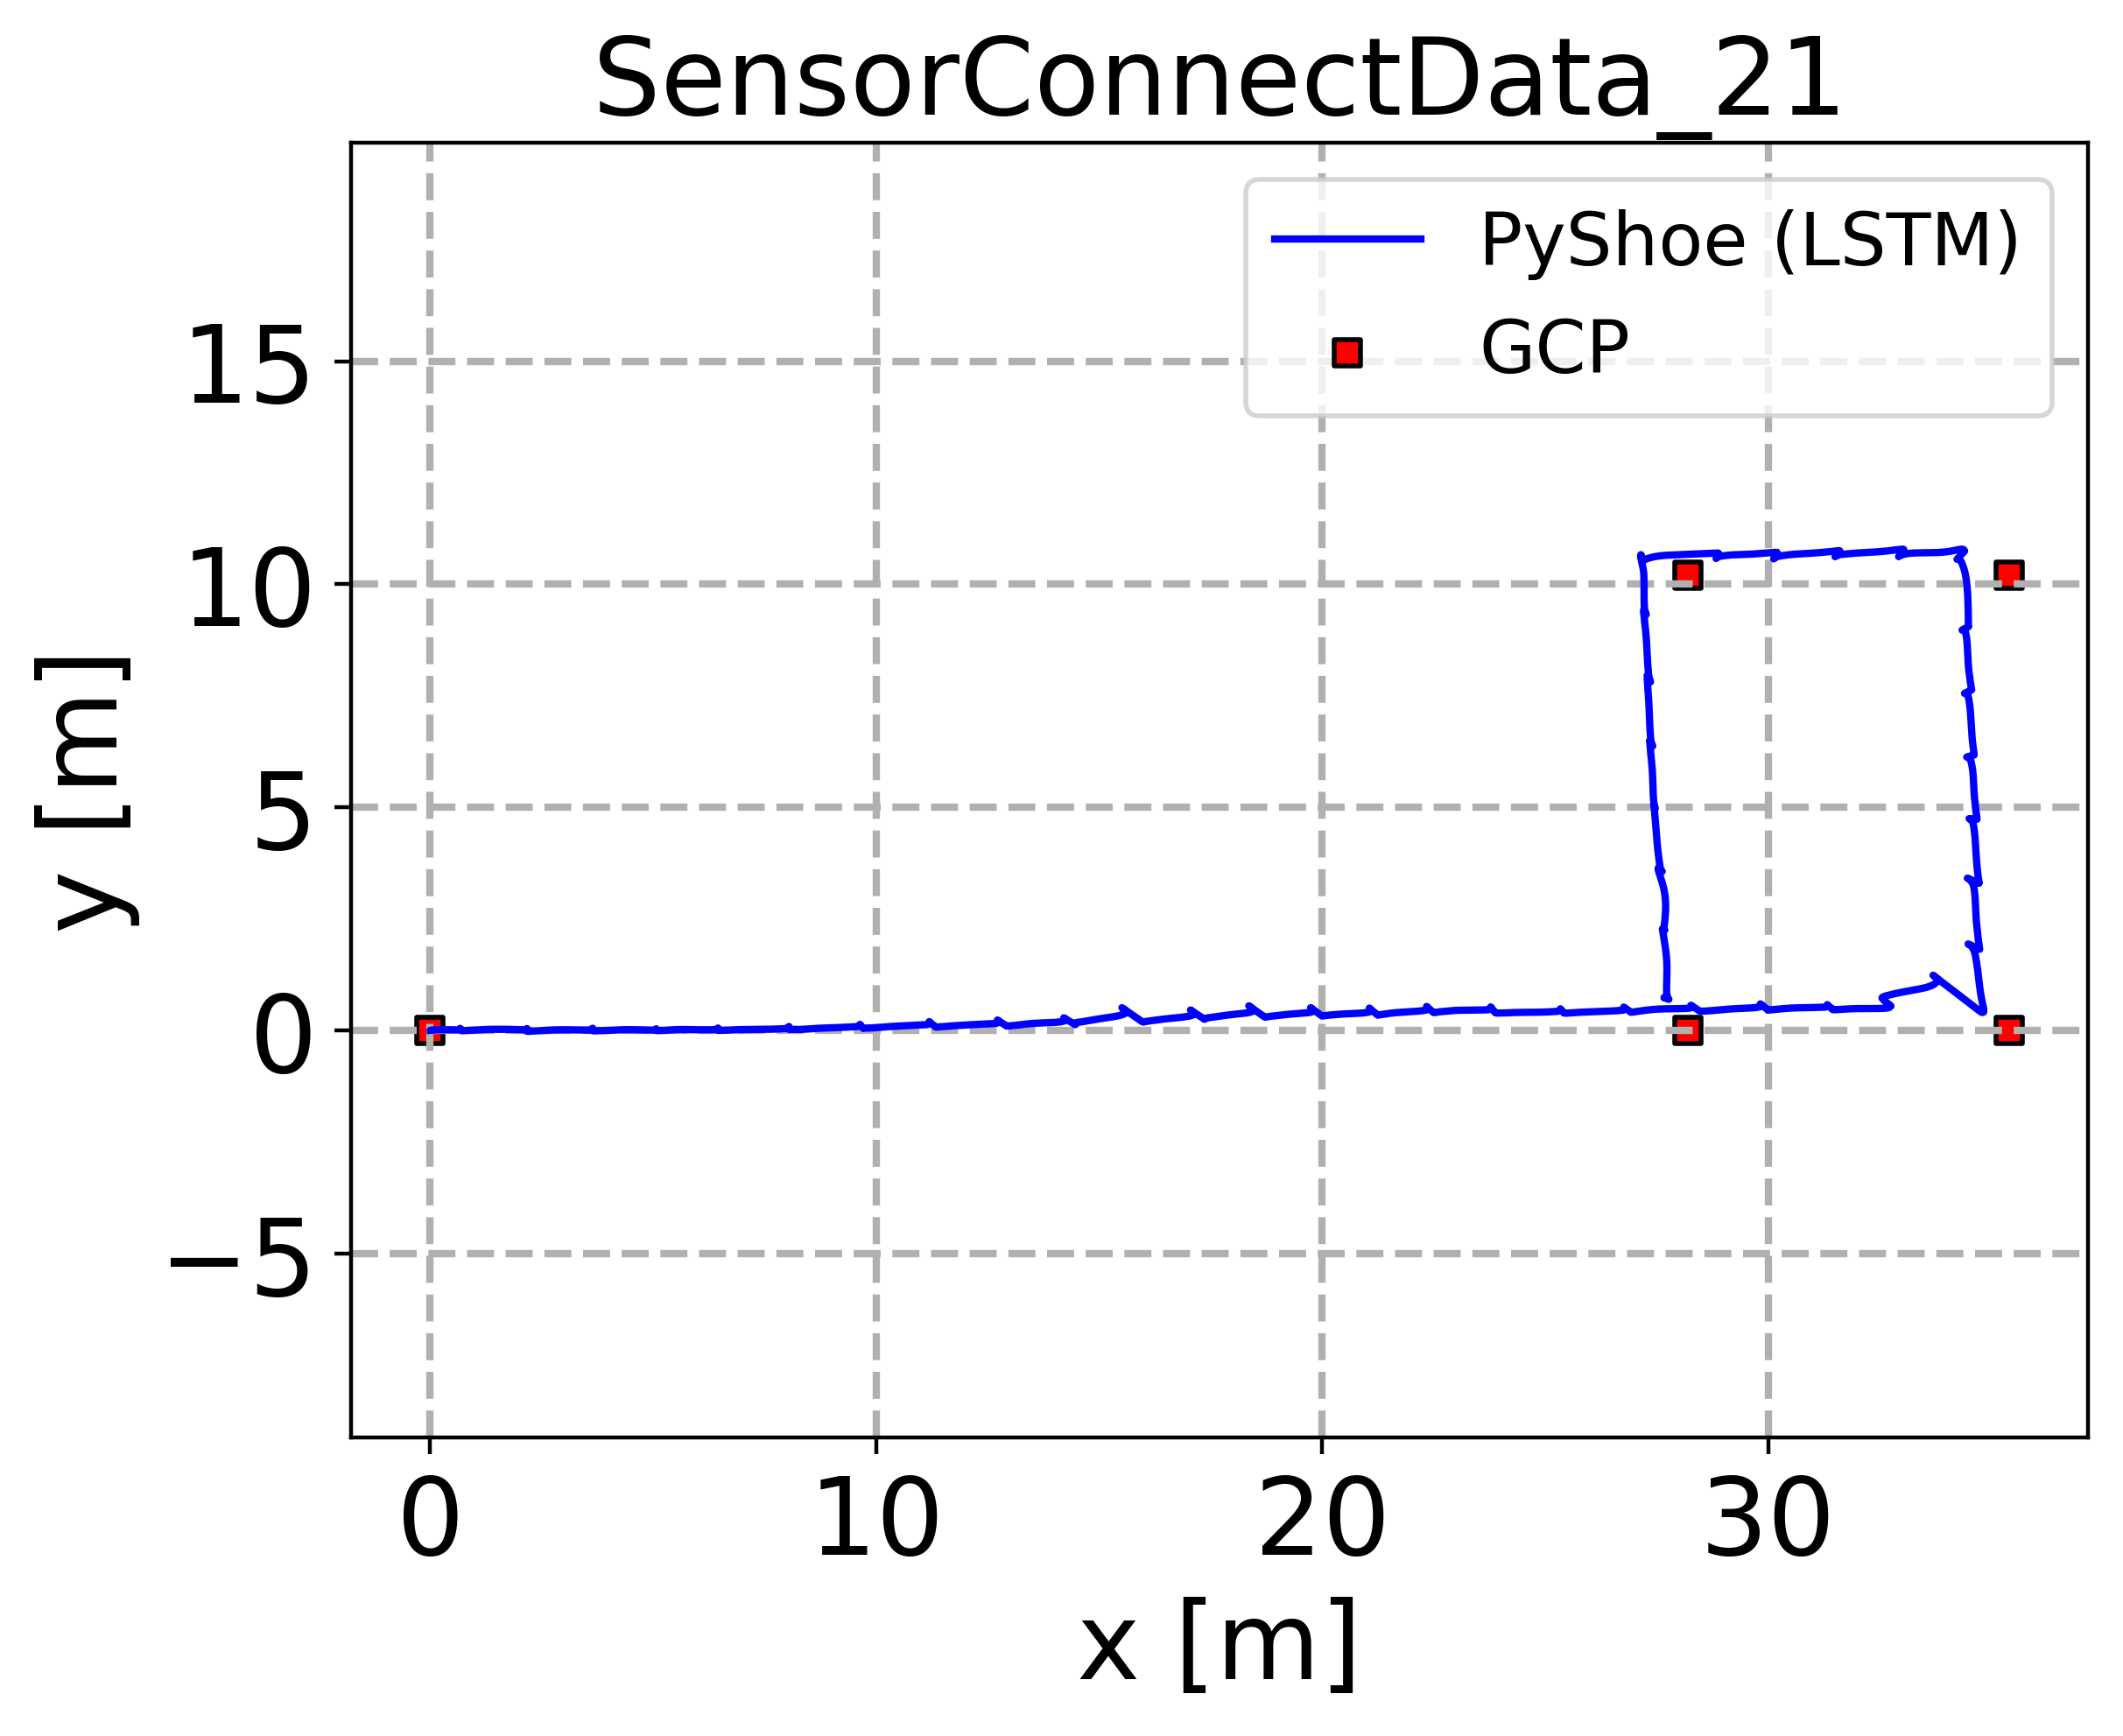 SensorConnectData_21
PyShoe (LSTM)
GCP
15
10
5
0
−5
y [m]
0 10 20 30
x [m]